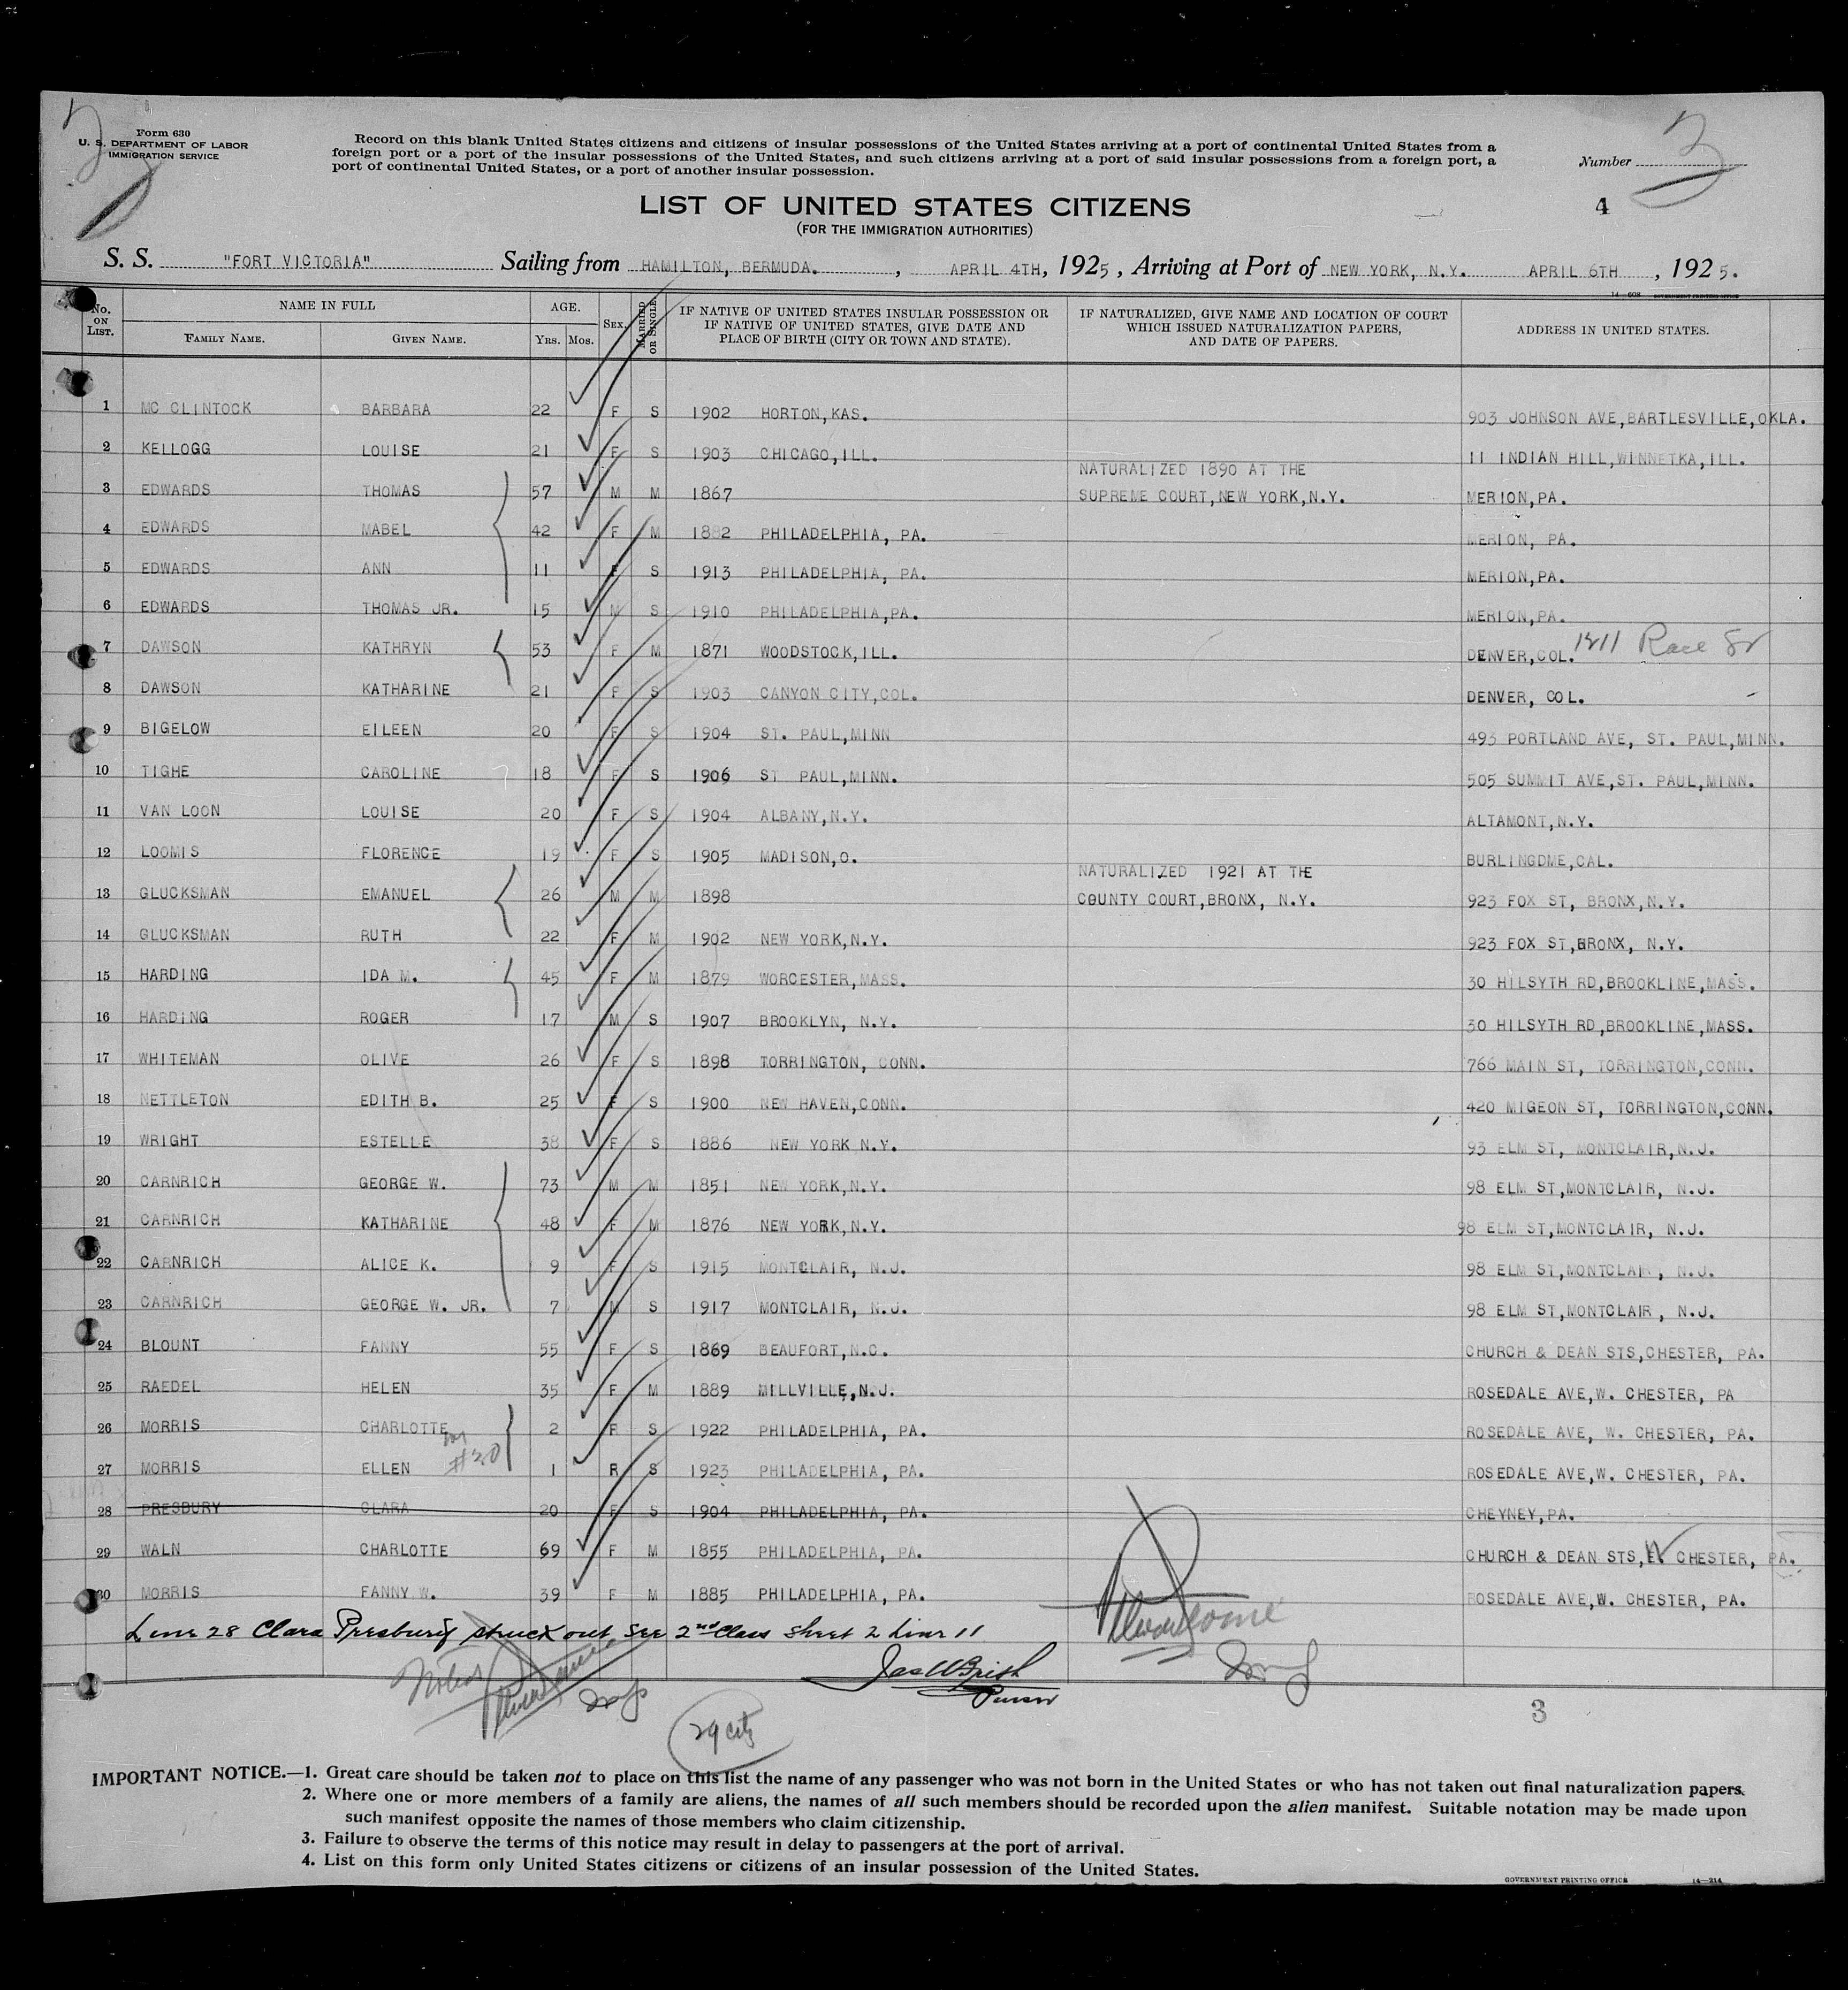 Form 630
U. S. DEPARTMENT OF LABOR
IMMIGRATION SERVICE
Record on this blank United States citizens and citizens of insular possessions of the United States arriving at a port of continental United States from a
foreign port or a port of the insular possessions of the United States, and such citizens arriving at a port of said insular possessions from a foreign port, a
port of continental United States, or a port of another insular possession.
Number
3
4
LIST OF UNITED STATES CITIZENS
(FOR THE IMMIGRATION AUTHORITIES)
S. S. "FORT VICTORIA" Sailing from HAMILTON, BERMUDA. , APRIL 4TH, 1925, Arriving at Port of NEW YORK, N.Y. APRIL 6TH , 1925.
No. ON LIST. NAME IN FULL FAMILY NAME. GIVEN NAME. AGE. YRS. MOS. SEX. MARRIED OR SINGLE IF NATIVE OF UNITED STATES INSULAR POSSESSION OR IF NATIVE OF UNITED STATES, GIVE DATE AND PLACE OF BIRTH (CITY OR TOWN AND STATE). IF NATURALIZED, GIVE NAME AND LOCATION OF COURT WHICH ISSUED NATURALIZATION PAPERS, AND DATE OF PAPERS. ADDRESS IN UNITED STATES.
1 MC CLINTOCK BARBARA 22 F S 1902 HORTON,KAS. 903 JOHNSON AVE,BARTLESVILLE,OKLA.
2 KELLOGG LOUISE 21 F S 1903 CHICAGO,ILL. 11 INDIAN HILL,WINNETKA,ILL.
3 EDWARDS THOMAS 57 M M 1867 NATURALIZED 1890 AT THE SUPREME COURT,NEW YORK,N.Y. MERION,PA.
4 EDWARDS MABEL 42 F M 1882 PHILADELPHIA, PA. MERION, PA.
5 EDWARDS ANN 11 F S 1913 PHILADELPHIA, PA. MERION,PA.
6 EDWARDS THOMAS JR. 15 M S 1910 PHILADELPHIA,PA. MERION,PA.
7 DAWSON KATHRYN 53 F M 1871 WOODSTOCK,ILL. DENVER,COL. 1211 Race St
8 DAWSON KATHARINE 21 F S 1903 CANYON CITY,COL. DENVER, COL.
9 BIGELOW EILEEN 20 F S 1904 ST. PAUL,MINN 493 PORTLAND AVE, ST. PAUL,MINN.
10 TIGHE CAROLINE 18 F S 1906 ST PAUL,MINN. 505 SUMMIT AVE,ST. PAUL,MINN.
11 VAN LOON LOUISE 20 F S 1904 ALBANY,N.Y. ALTAMONT,N.Y.
12 LOOMIS FLORENCE 19 F S 1905 MADISON,O. BURLINGDME,CAL.
13 GLUCKSMAN EMANUEL 26 M M 1898 NATURALIZED 1921 AT THE COUNTY COURT,BRONX, N.Y. 923 FOX ST, BRONX,N.Y.
14 GLUCKSMAN RUTH 22 F M 1902 NEW YORK,N.Y. 923 FOX ST,BRONX, N.Y.
15 HARDING IDA M. 45 F M 1879 WORCESTER,MASS. 30 HILSYTH RD,BROOKLINE,MASS.
16 HARDING ROGER 17 M S 1907 BROOKLYN, N.Y. 30 HILSYTH RD,BROOKLINE,MASS.
17 WHITEMAN OLIVE 26 F S 1898 TORRINGTON, CONN. 766 MAIN ST, TORRINGTON,CONN.
18 NETTLETON EDITH B. 25 F S 1900 NEW HAVEN,CONN. 420 MIGEON ST, TORRINGTON,CONN.
19 WRIGHT ESTELLE 38 F S 1886 NEW YORK N.Y. 93 ELM ST, MONTCLAIR,N.J.
20 CARNRICH GEORGE W. 73 M M 1851 NEW YORK,N.Y. 98 ELM ST,MONTCLAIR, N.J.
21 CARNRICH KATHARINE 48 F M 1876 NEW YORK,N.Y. 98 ELM ST,MONTCLAIR, N.J.
22 CARNRICH ALICE K. 9 F S 1915 MONTCLAIR, N.J. 98 ELM ST,MONTCLAIR, N.J.
23 CARNRICH GEORGE W. JR. 7 M S 1917 MONTCLAIR, N.J. 98 ELM ST,MONTCLAIR, N.J.
24 BLOUNT FANNY 55 F S 1869 BEAUFORT,N.C. CHURCH & DEAN STS,CHESTER, PA.
25 RAEDEL HELEN 35 F M 1889 MILLVILLE,N.J. ROSEDALE AVE,W. CHESTER, PA
26 MORRIS CHARLOTTE 2 F S 1922 PHILADELPHIA, PA. ROSEDALE AVE, W. CHESTER, PA.
#30
27 MORRIS ELLEN 1 R S 1923 PHILADELPHIA, PA. ROSEDALE AVE,W. CHESTER, PA.
28 PRESBURY CLARA 20 F S 1904 PHILADELPHIA, PA. CHEYNEY,PA.
29 WALN CHARLOTTE 69 F M 1855 PHILADELPHIA, PA. CHURCH & DEAN STS,W. CHESTER, PA.
30 MORRIS FANNY W. 39 F M 1885 PHILADELPHIA, PA. ROSEDALE AVE,W. CHESTER, PA.
Line 28 Clara Presbury struck out see 2nd Class Sheet 2 Line 11
Noted
Purser
29 cits
3
IMPORTANT NOTICE.—1. Great care should be taken not to place on this list the name of any passenger who was not born in the United States or who has not taken out final naturalization papers.
2. Where one or more members of a family are aliens, the names of all such members should be recorded upon the alien manifest. Suitable notation may be made upon
such manifest opposite the names of those members who claim citizenship.
3. Failure to observe the terms of this notice may result in delay to passengers at the port of arrival.
4. List on this form only United States citizens or citizens of an insular possession of the United States.
GOVERNMENT PRINTING OFFICE 14—214